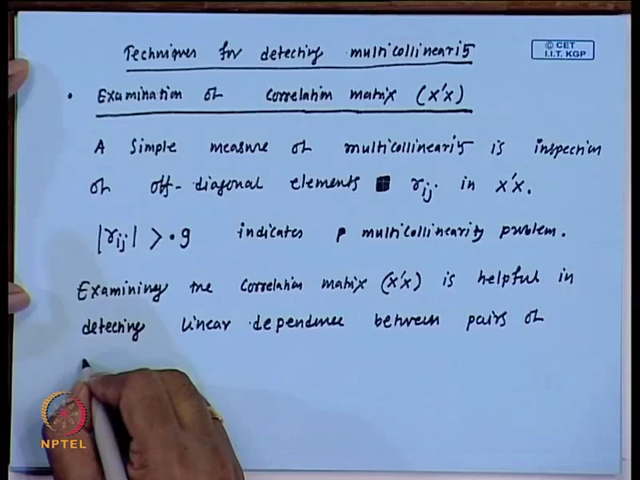 Techniques for detecting multicollinearity
© CET
I.I.T. KGP
• Examination of correlation matrix (X'X)
A simple measure of multicollinearity is inspection
of off-diagonal elements rij in X'X.
|rij| > .9 indicates multicollinearity problem.
Examining the correlation matrix (X'X) is helpful in
detecting linear dependence between pairs of
NPTEL